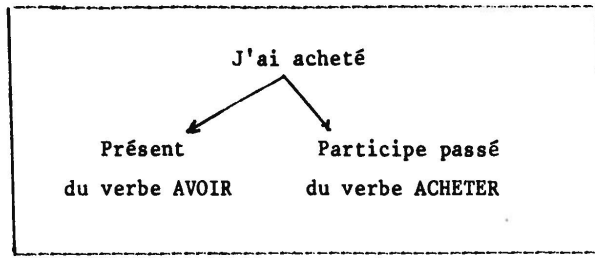 J'ai acheté
Présent Participe passé
du verbe AVOIR du verbe ACHETER